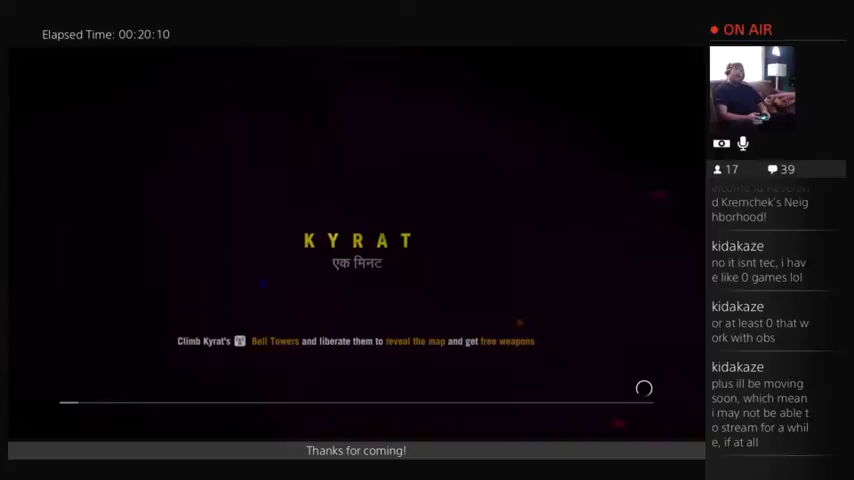 Elapsed Time: 00:20:10
ON AIR
17
39
d Kremchek's Neig
hborhood!
kidakaze
no it isnt tec, i hav
e like 0 games lol
kidakaze
or at least 0 that w
ork with obs
kidakaze
plus ill be moving
soon, which mean
i may not be able t
o stream for a whil
e, if at all
KYRAT
एक मिनट
Climb Kyrat's Bell Towers and liberate them to reveal the map and get free weapons
Thanks for coming!